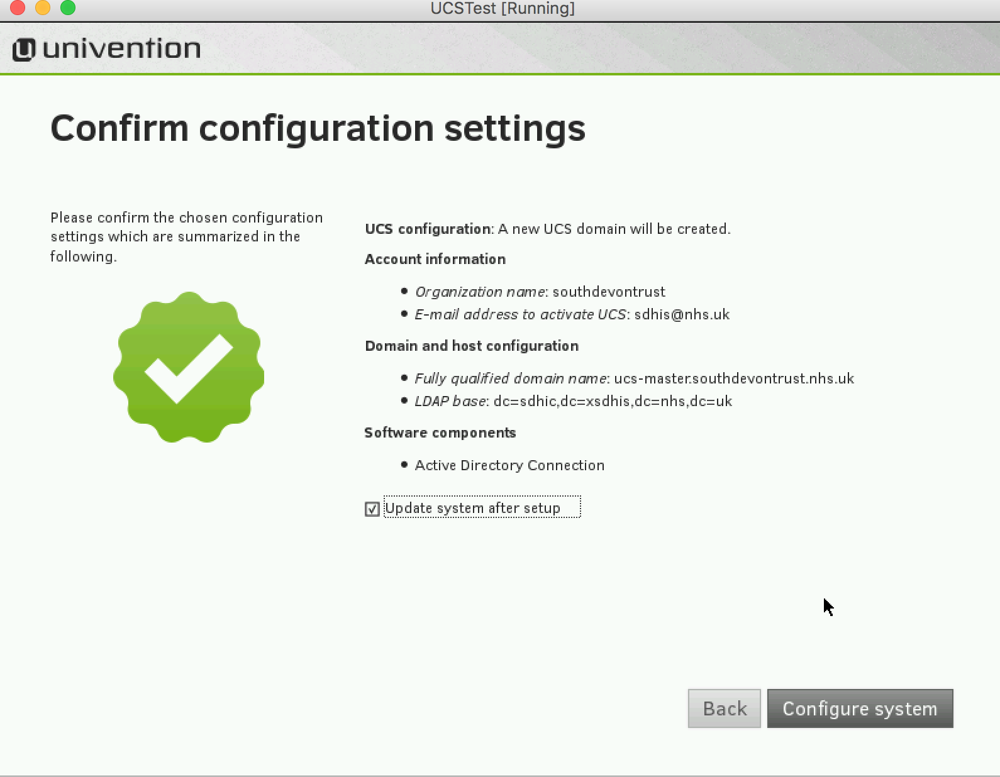 UCSTest [Running]
univention
Confirm configuration settings
Please confirm the chosen configuration
settings which are summarized in the
following.
UCS configuration: A new UCS domain will be created.
Account information
• Organization name: southdevontrust
• E-mail address to activate UCS: sdhis@nhs.uk
Domain and host configuration
• Fully qualified domain name: ucs-master.southdevontrust.nhs.uk
• LDAP base: dc=sdhic,dc=xsdhis,dc=nhs,dc=uk
Software components
• Active Directory Connection
Update system after setup
Back
Configure system